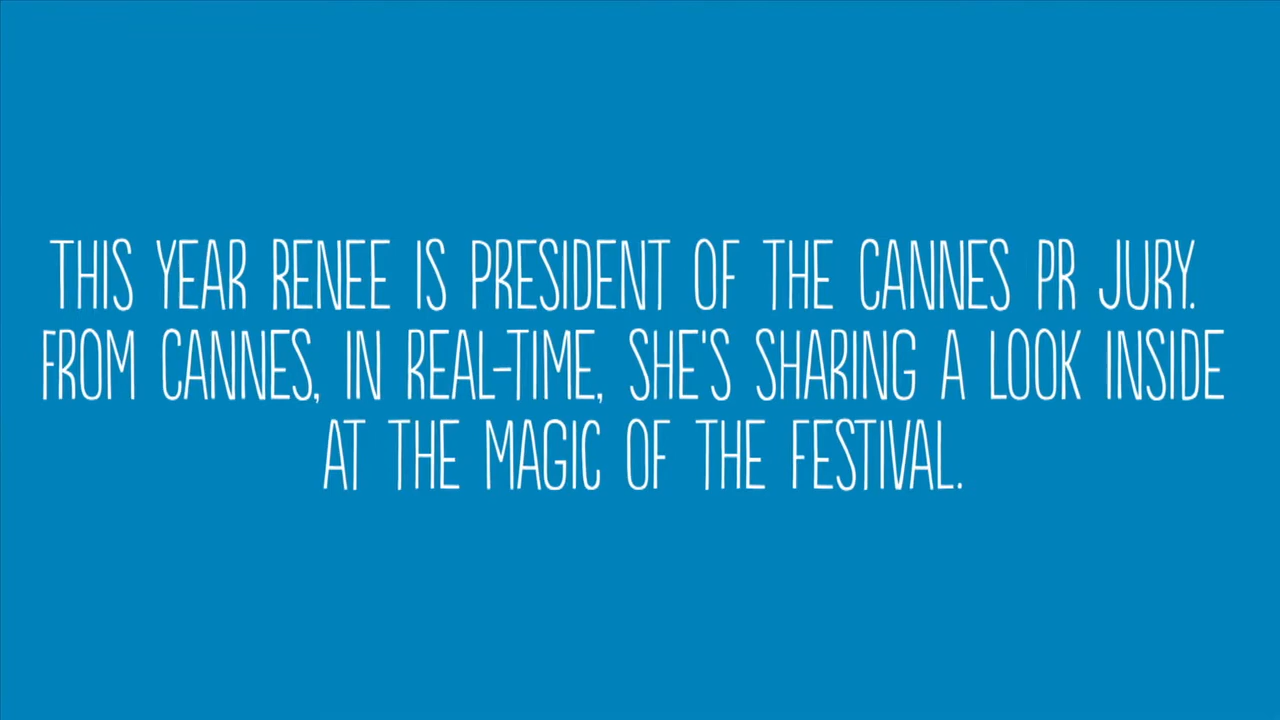 THIS YEAR RENEE IS PRESIDENT OF THE CANNES PR JURY.
FROM CANNES, IN REAL-TIME, SHE'S SHARING A LOOK INSIDE
AT THE MAGIC OF THE FESTIVAL.